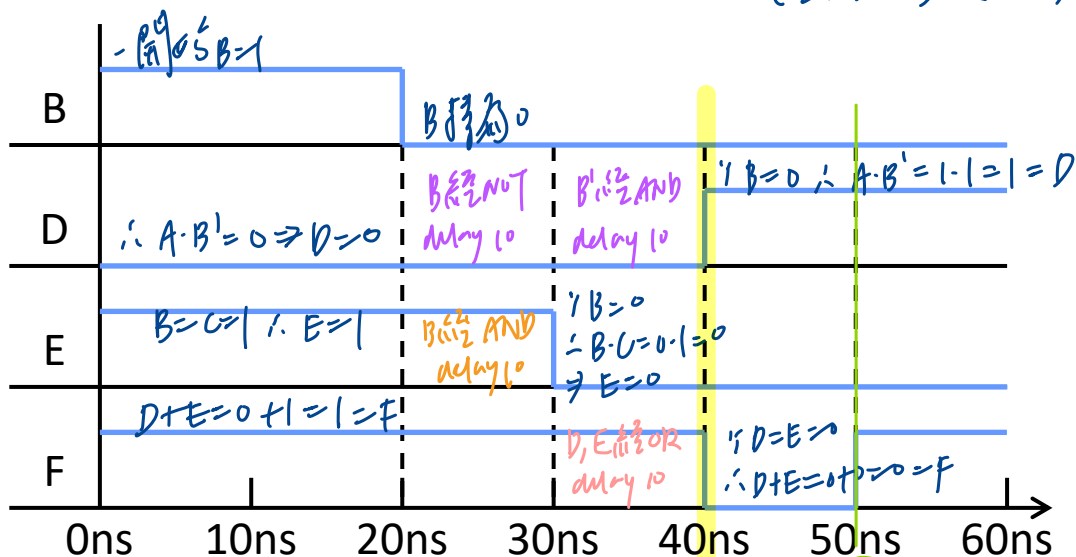 一開始 B=1
B
B 降為 0
D
∴ A·B'=0 ⇒ D=0
B經NOT
delay 10
B'經AND
delay 10
∵ B=0 ∴ A·B'=1·1=1=D
E
B=C=1 ∴ E=1
B經AND
delay 10
∵ B=0
∴ B·C=0·1=0
⇒ E=0
F
D+E=0+1=1=F
D,E經OR
delay 10
∵ D=E=0
∴ D+E=0+0=0=F
0ns 10ns 20ns 30ns 40ns 50ns 60ns